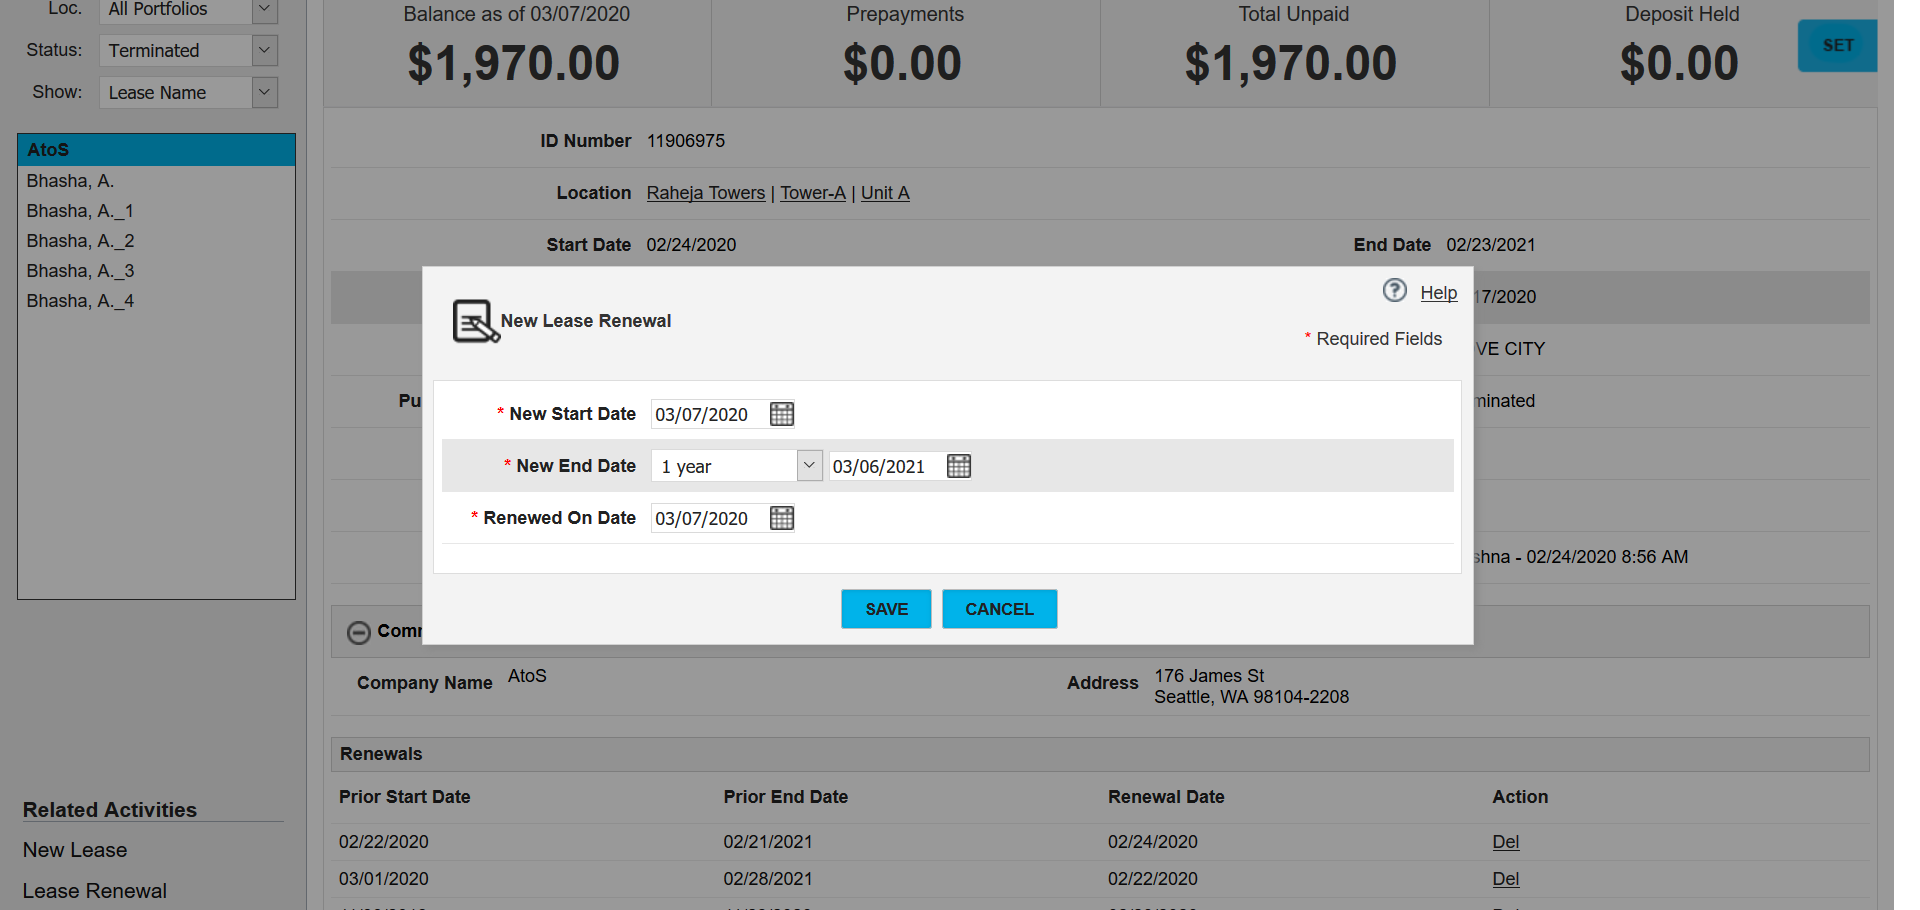 Loc. All Portfolios
Status: Terminated
Show: Lease Name
AtoS
Bhasha, A.
Bhasha, A._1
Bhasha, A._2
Bhasha, A._3
Bhasha, A._4
Related Activities
New Lease
Lease Renewal
Balance as of 03/07/2020
$1,970.00
Prepayments
$0.00
Total Unpaid
$1,970.00
Deposit Held
$0.00
SET
ID Number 11906975
Location Raheja Towers | Tower-A | Unit A
Start Date 02/24/2020 End Date 02/23/2021
17/2020
VE CITY
Pu
minated
shna - 02/24/2020 8:56 AM
? Help
New Lease Renewal
* Required Fields
* New Start Date 03/07/2020
* New End Date 1 year 03/06/2021
* Renewed On Date 03/07/2020
SAVE CANCEL
Com
Company Name AtoS Address 176 James St
Seattle, WA 98104-2208
Renewals
Prior Start Date Prior End Date Renewal Date Action
02/22/2020 02/21/2021 02/24/2020 Del
03/01/2020 02/28/2021 02/22/2020 Del